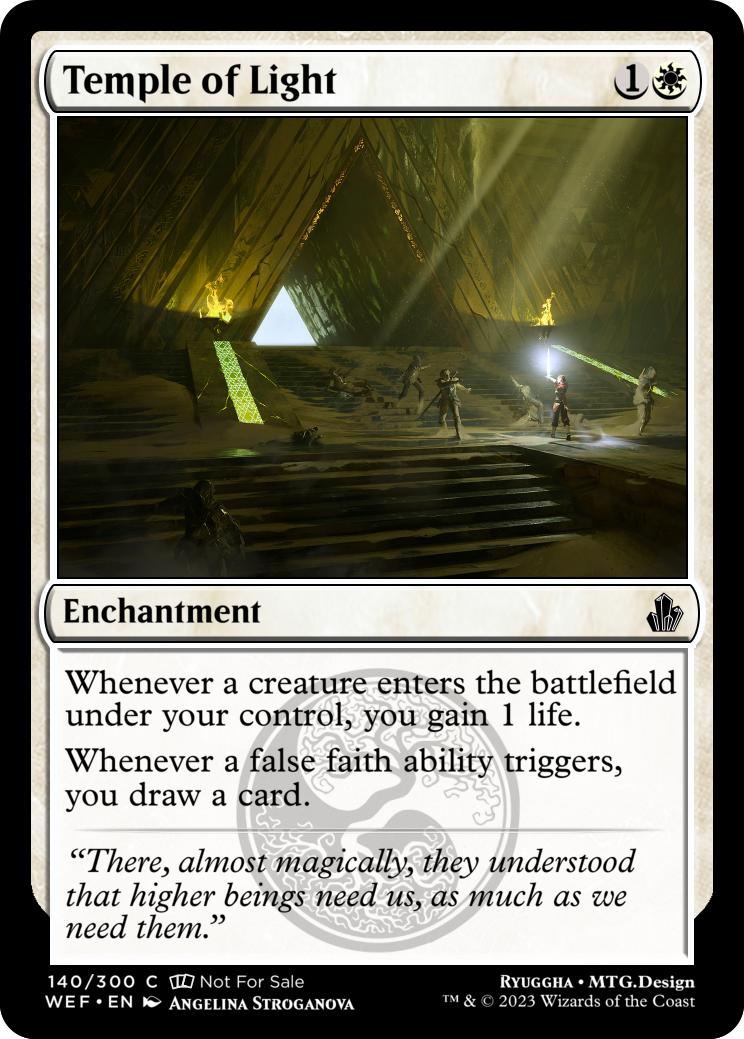 Temple of Light 1
Enchantment
Whenever a creature enters the battlefield
under your control, you gain 1 life.
Whenever a false faith ability triggers,
you draw a card.
“There, almost magically, they understood
that higher beings need us, as much as we
need them.”
140/300 C Not For Sale
WEF • EN Angelina Stroganova
Ryuggha • MTG.Design
™ & © 2023 Wizards of the Coast